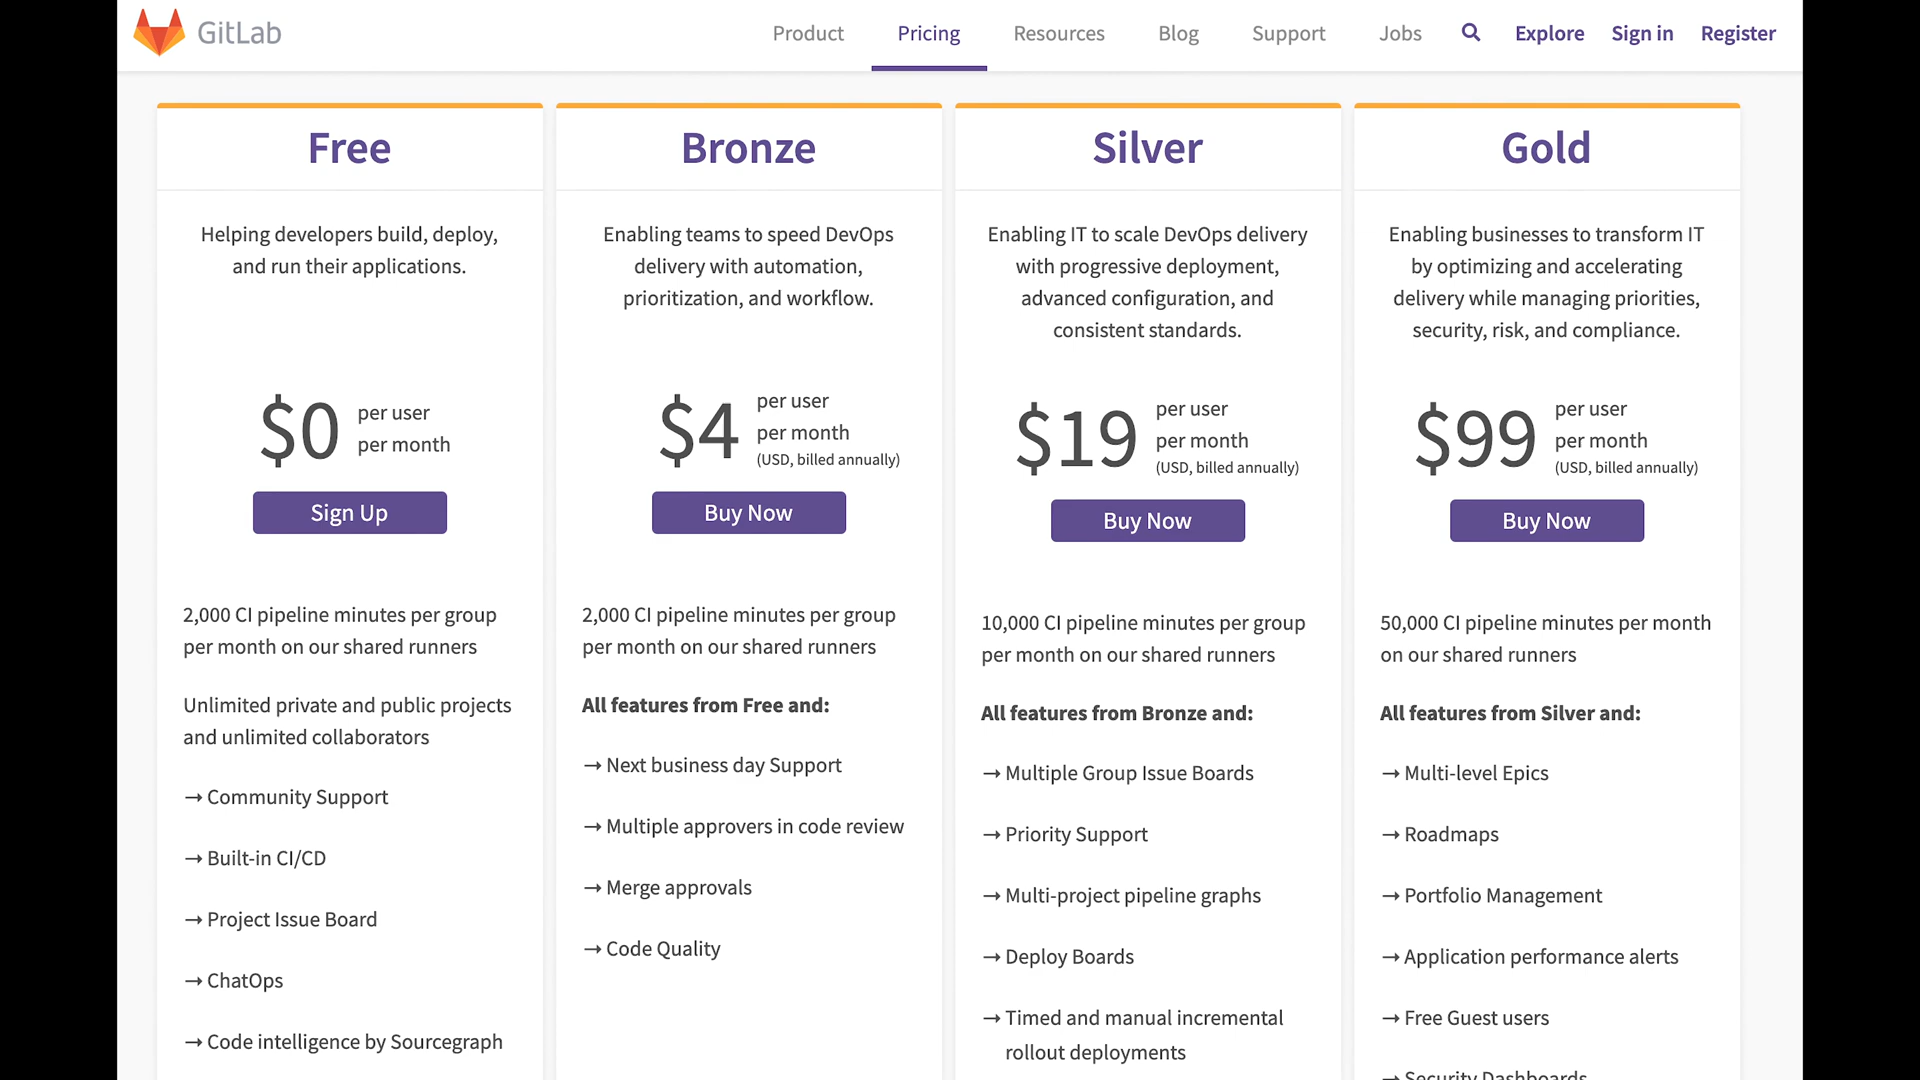 GitLab
Product
Pricing
Resources
Blog
Support
Jobs
Explore
Sign in
Register
Free
Helping developers build, deploy,
and run their applications.
$0
per user
per month
Sign Up
2,000 CI pipeline minutes per group
per month on our shared runners
Unlimited private and public projects
and unlimited collaborators
→ Community Support
→ Built-in CI/CD
→ Project Issue Board
→ ChatOps
→ Code intelligence by Sourcegraph
Bronze
Enabling teams to speed DevOps
delivery with automation,
prioritization, and workflow.
$4
per user
per month
(USD, billed annually)
Buy Now
2,000 CI pipeline minutes per group
per month on our shared runners
All features from Free and:
→ Next business day Support
→ Multiple approvers in code review
→ Merge approvals
→ Code Quality
Silver
Enabling IT to scale DevOps delivery
with progressive deployment,
advanced configuration, and
consistent standards.
$19
per user
per month
(USD, billed annually)
Buy Now
10,000 CI pipeline minutes per group
per month on our shared runners
All features from Bronze and:
→ Multiple Group Issue Boards
→ Priority Support
→ Multi-project pipeline graphs
→ Deploy Boards
→ Timed and manual incremental
rollout deployments
Gold
Enabling businesses to transform IT
by optimizing and accelerating
delivery while managing priorities,
security, risk, and compliance.
$99
per user
per month
(USD, billed annually)
Buy Now
50,000 CI pipeline minutes per month
on our shared runners
All features from Silver and:
→ Multi-level Epics
→ Roadmaps
→ Portfolio Management
→ Application performance alerts
→ Free Guest users
→ Security Dashboards